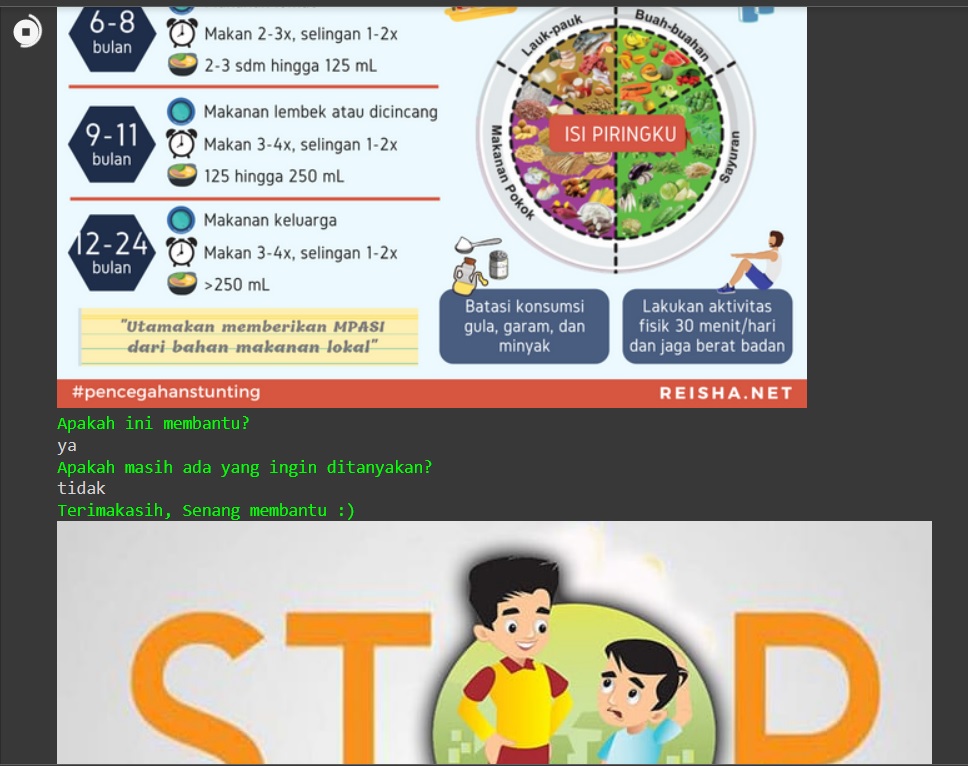 6-8
bulan
Makan 2-3x, selingan 1-2x
2-3 sdm hingga 125 mL
9-11
bulan
Makanan lembek atau dicincang
Makan 3-4x, selingan 1-2x
125 hingga 250 mL
12-24
bulan
Makanan keluarga
Makan 3-4x, selingan 1-2x
>250 mL
"Utamakan memberikan MPASI
dari bahan makanan lokal"
Lauk-pauk
Buah-buahan
ISI PIRINGKU
Makanan Pokok
Sayuran
Batasi konsumsi
gula, garam, dan
minyak
Lakukan aktivitas
fisik 30 menit/hari
dan jaga berat badan
#pencegahanstunting
REISHA.NET
Apakah ini membantu?
ya
Apakah masih ada yang ingin ditanyakan?
tidak
Terimakasih, Senang membantu :)
ST P